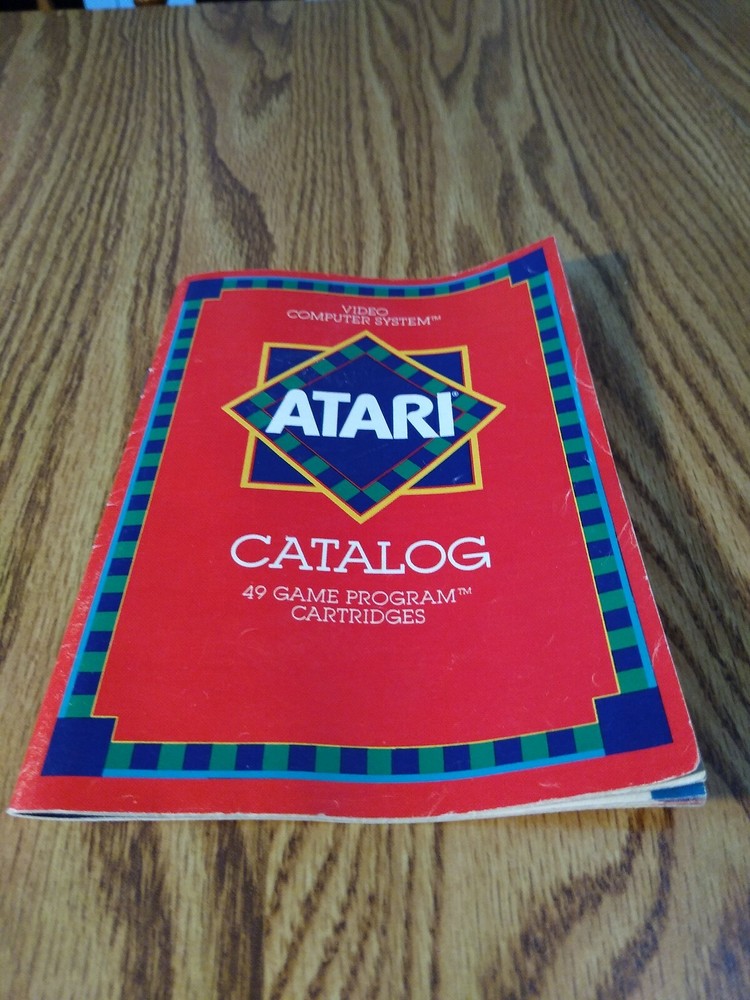 VIDEO
COMPUTER SYSTEM™
ATARI®
CATALOG
49 GAME PROGRAM™
CARTRIDGES